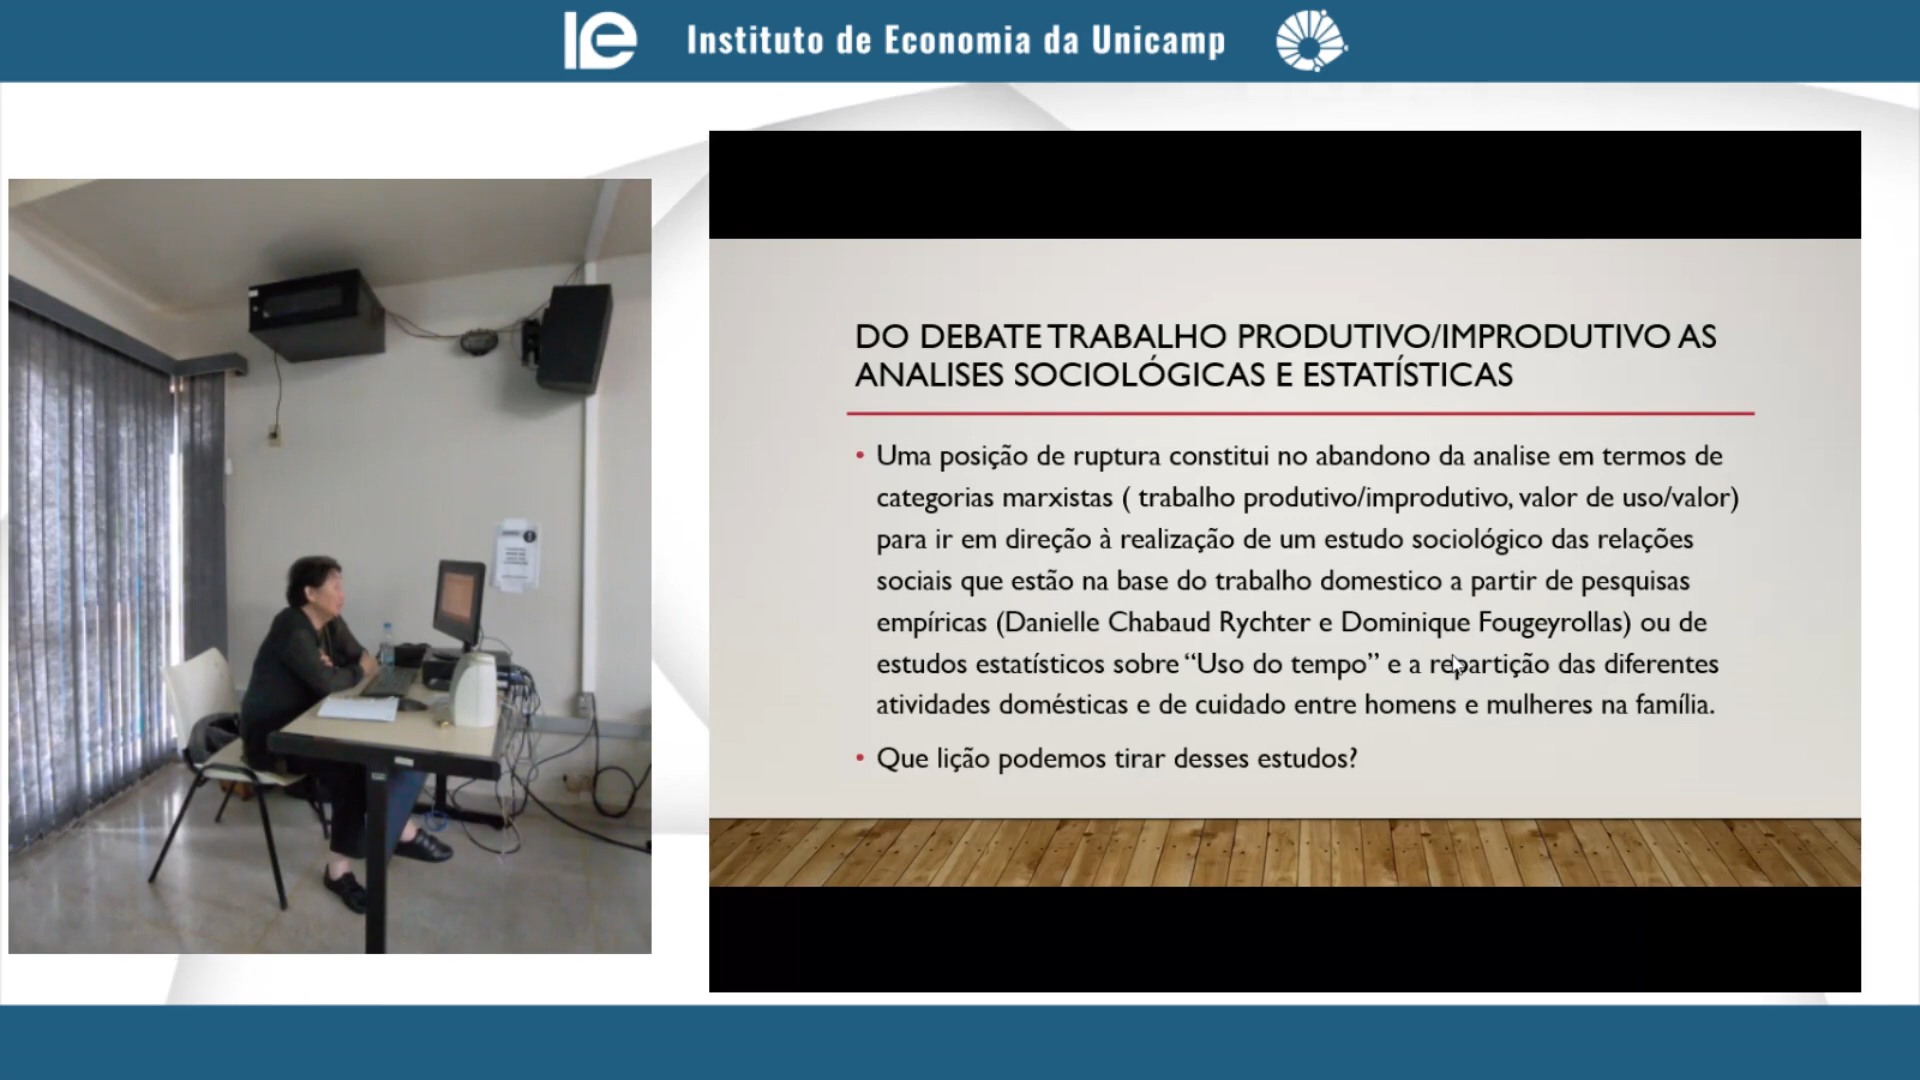 Instituto de Economia da Unicamp
DO DEBATE TRABALHO PRODUTIVO/IMPRODUTIVO AS
ANALISES SOCIOLÓGICAS E ESTATÍSTICAS
• Uma posição de ruptura constitui no abandono da analise em termos de
categorias marxistas ( trabalho produtivo/improdutivo, valor de uso/valor)
para ir em direção à realização de um estudo sociológico das relações
sociais que estão na base do trabalho domestico a partir de pesquisas
empíricas (Danielle Chabaud Rychter e Dominique Fougeyrollas) ou de
estudos estatísticos sobre “Uso do tempo” e a repartição das diferentes
atividades domésticas e de cuidado entre homens e mulheres na família.
• Que lição podemos tirar desses estudos?